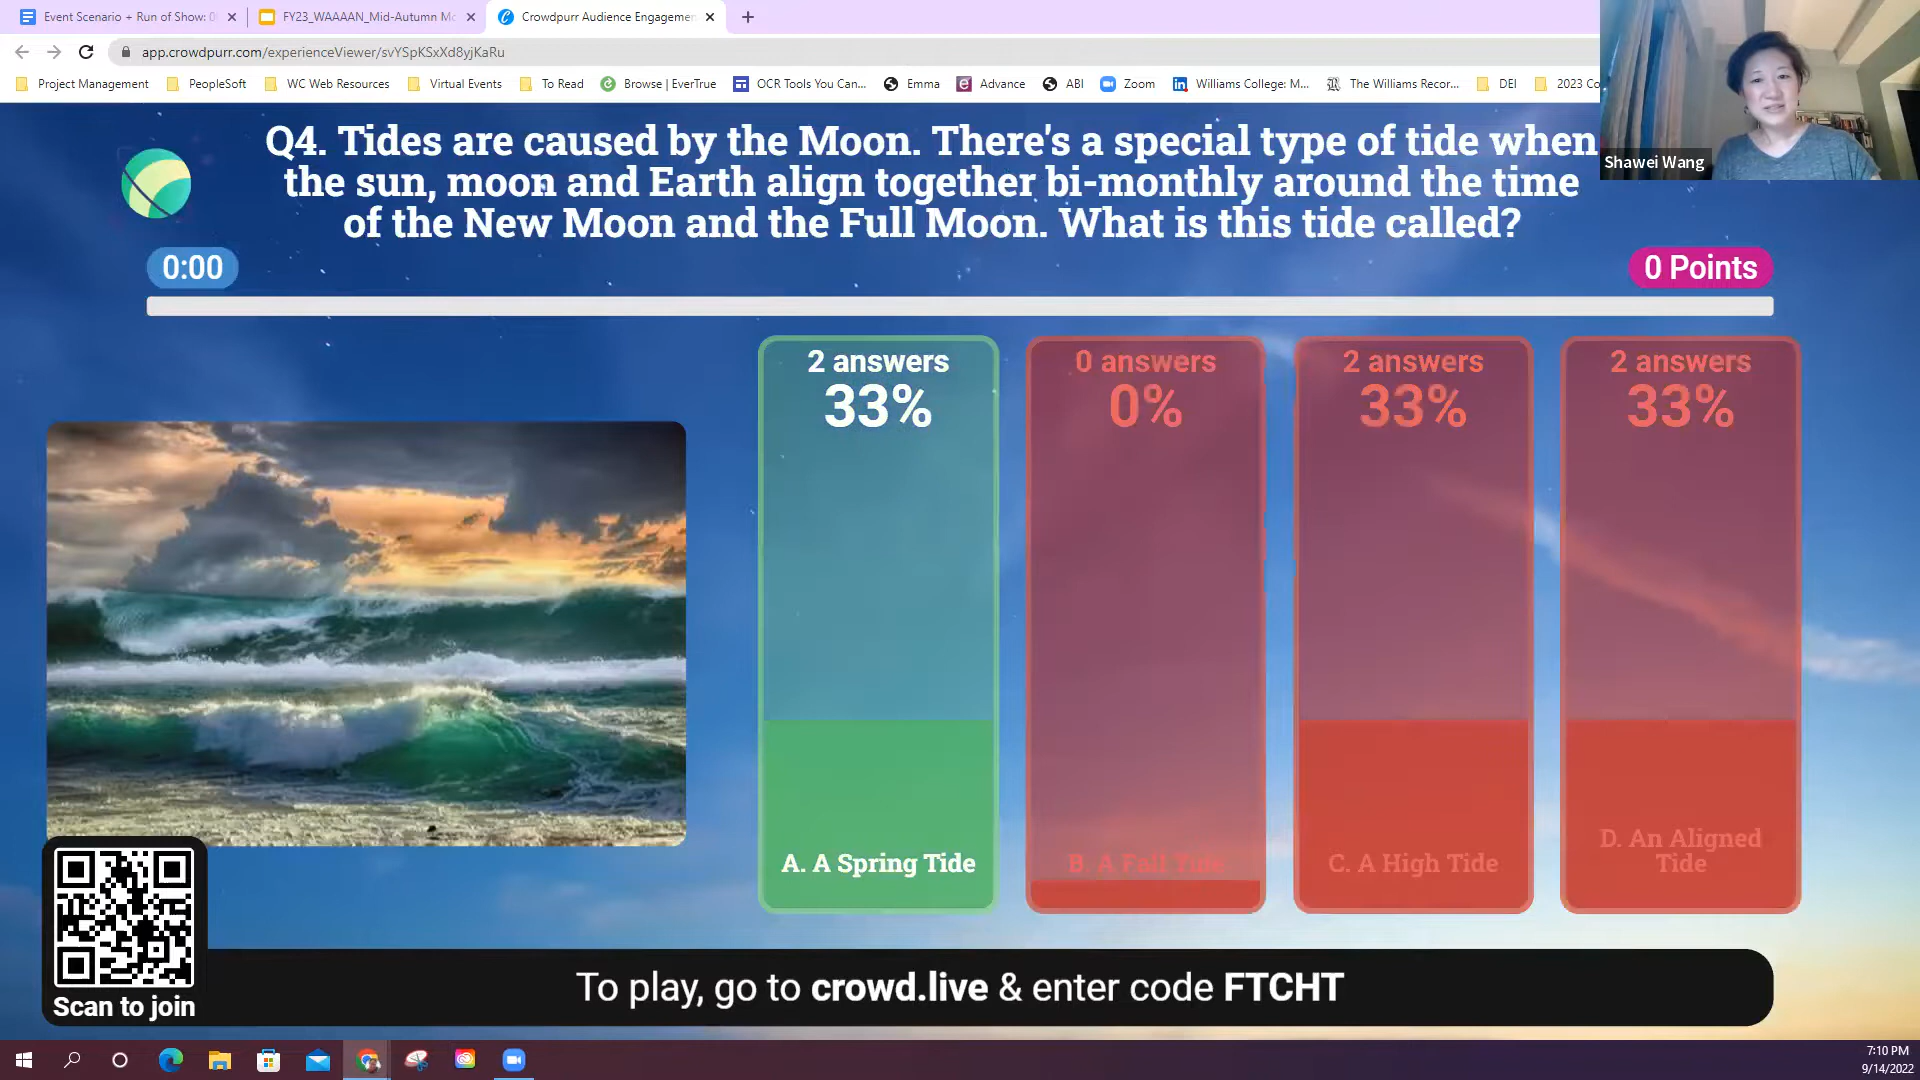 Event Scenario + Run of Show: 0
FY23_WAAAAN_Mid-Autumn Mo
Crowdpurr Audience Engagemen
app.crowdpurr.com/experienceViewer/svYSpKSxXd8yjKaRu
Project Management
PeopleSoft
WC Web Resources
Virtual Events
To Read
Browse | EverTrue
OCR Tools You Can...
Emma
Advance
ABI
Zoom
Williams College: M...
The Williams Recor...
DEI
2023 Co
Shawei Wang
Q4. Tides are caused by the Moon. There's a special type of tide when
the sun, moon and Earth align together bi-monthly around the time
of the New Moon and the Full Moon. What is this tide called?
0:00
0 Points
2 answers
33%
A. A Spring Tide
0 answers
0%
B. A Fall Tide
2 answers
33%
C. A High Tide
2 answers
33%
D. An Aligned
Tide
Scan to join
To play, go to crowd.live & enter code FTCHT
7:10 PM
9/14/2022